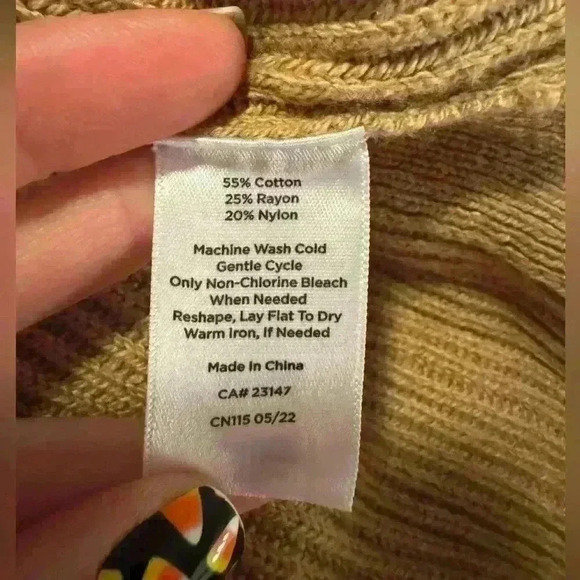 55% Cotton
25% Rayon
20% Nylon
Machine Wash Cold
Gentle Cycle
Only Non-Chlorine Bleach
When Needed
Reshape, Lay Flat To Dry
Warm Iron, If Needed
Made in China
CA# 23147
CN115 05/22